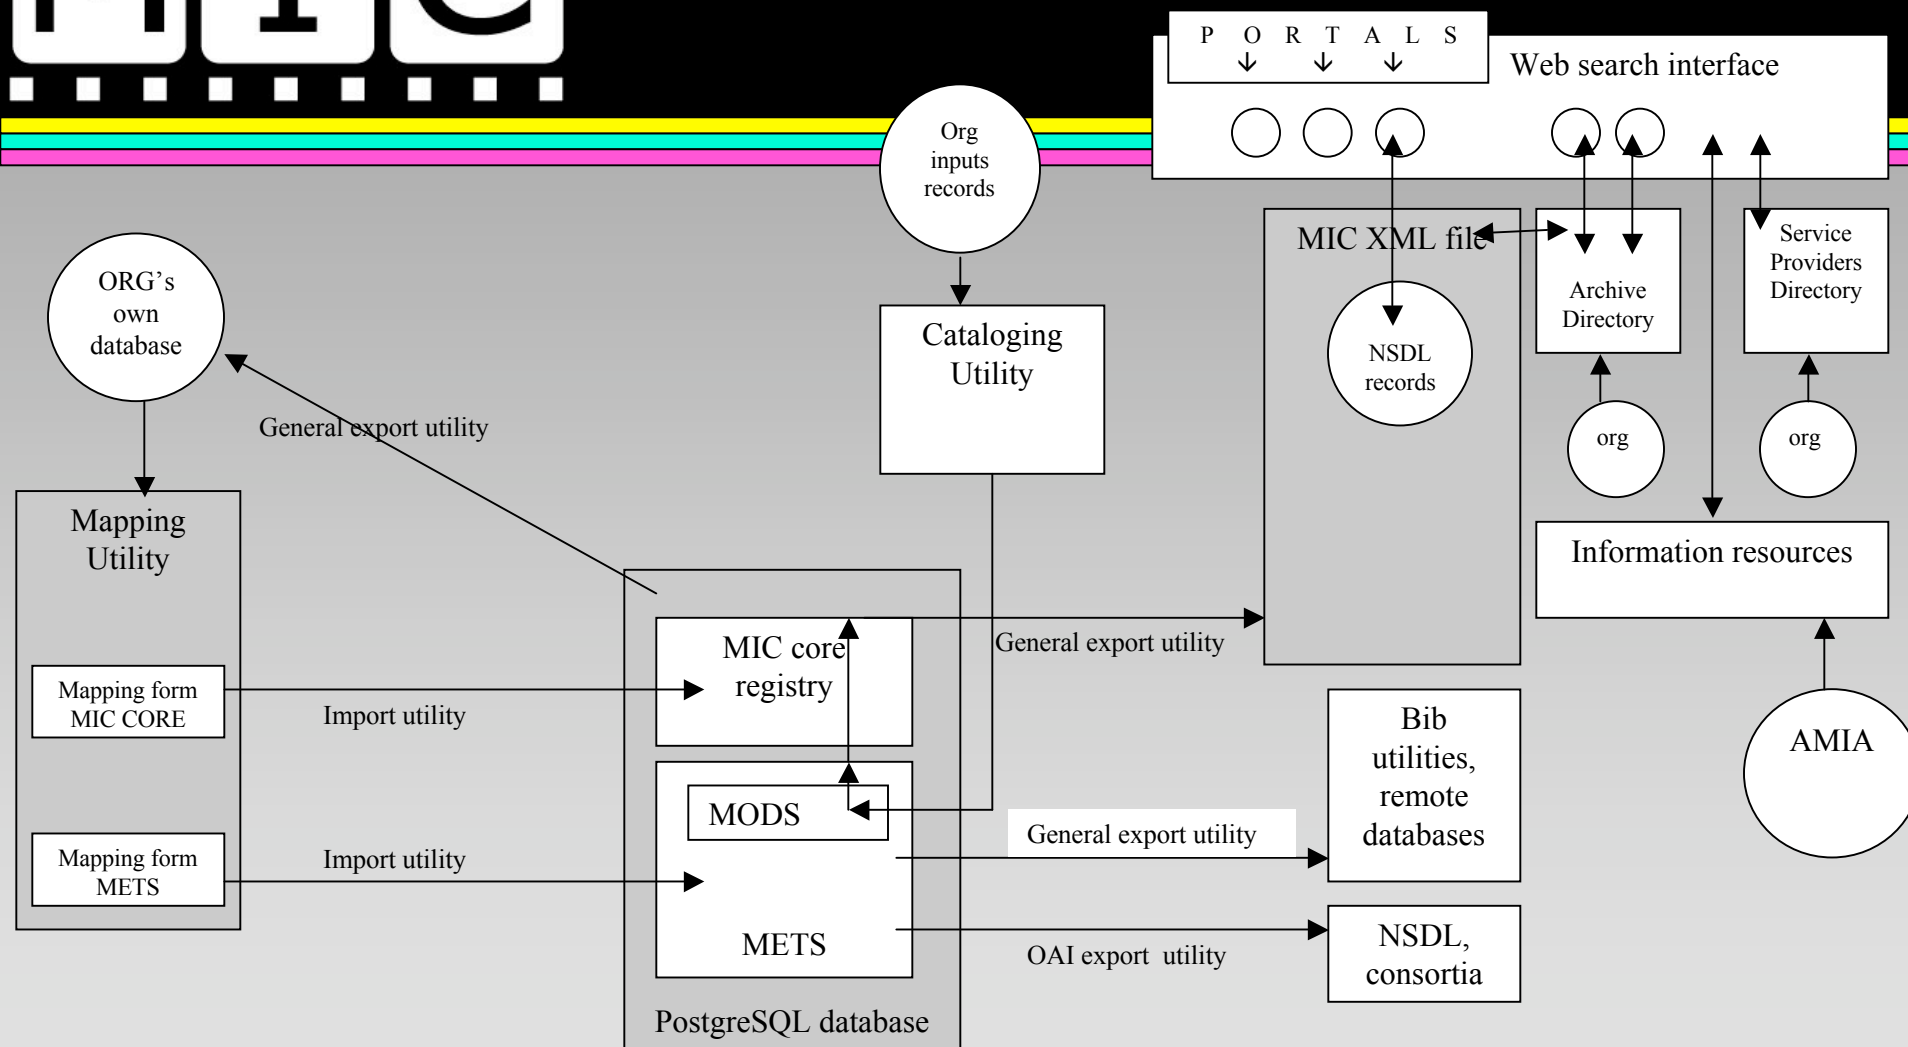 MIC
P O R T A L S
Web search interface
Org
inputs
records
MIC XML file
Service
Providers
Directory
ORG's
own
database
Archive
Directory
Cataloging
Utility
NSDL
records
General export utility
org
org
Mapping
Utility
Information resources
MIC core
registry
General export utility
Mapping form
MIC CORE
Import utility
Bib
utilities,
remote
databases
AMIA
MODS
General export utility
Mapping form
METS
Import utility
METS
OAI export utility
NSDL,
consortia
PostgreSQL database